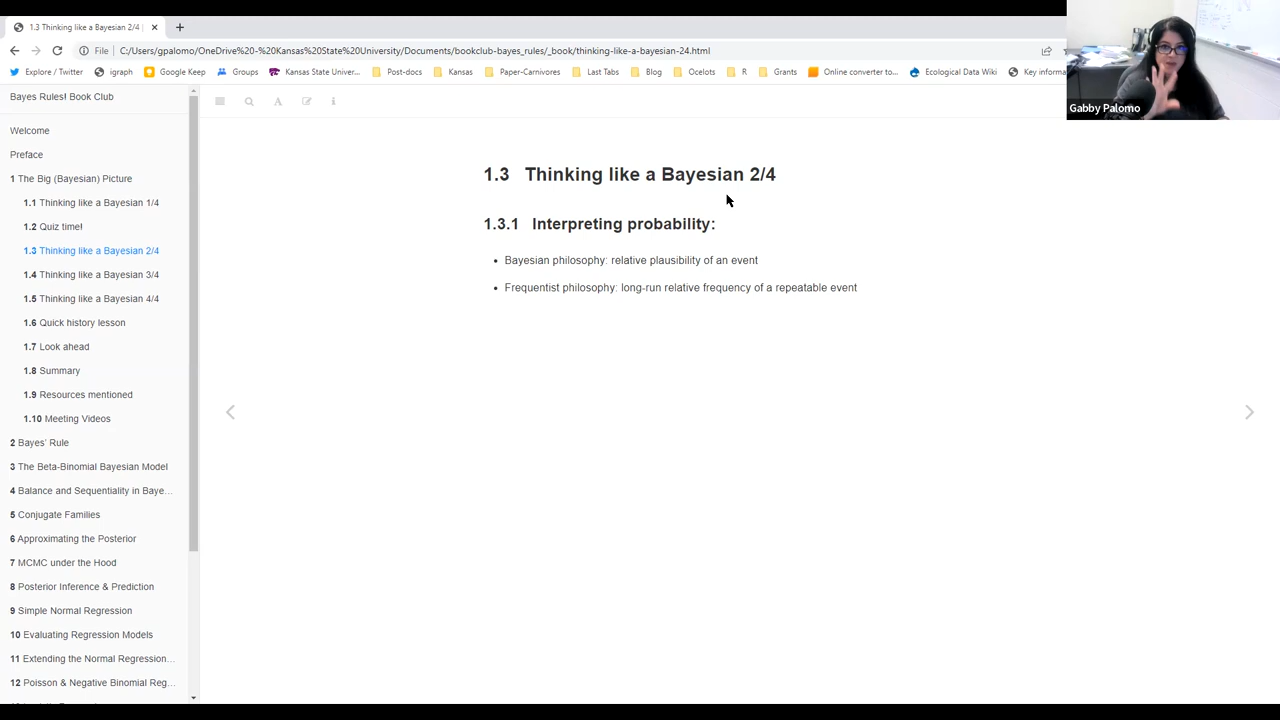 1.3 Thinking like a Bayesian 2/4 |
File | C:/Users/gpalomo/OneDrive%20-%20Kansas%20State%20University/Documents/bookclub-bayes_rules/_book/thinking-like-a-bayesian-24.html
Explore / Twitter igraph Google Keep Groups Kansas State Univer... Post-docs Kansas Paper-Carnivores Last Tabs Blog Ocelots R Grants Online converter to... Ecological Data Wiki Key informa
Gabby Palomo
Bayes Rules! Book Club
Welcome
Preface
1 The Big (Bayesian) Picture
1.1 Thinking like a Bayesian 1/4
1.2 Quiz time!
1.3 Thinking like a Bayesian 2/4
1.4 Thinking like a Bayesian 3/4
1.5 Thinking like a Bayesian 4/4
1.6 Quick history lesson
1.7 Look ahead
1.8 Summary
1.9 Resources mentioned
1.10 Meeting Videos
2 Bayes' Rule
3 The Beta-Binomial Bayesian Model
4 Balance and Sequentiality in Baye...
5 Conjugate Families
6 Approximating the Posterior
7 MCMC under the Hood
8 Posterior Inference & Prediction
9 Simple Normal Regression
10 Evaluating Regression Models
11 Extending the Normal Regression...
12 Poisson & Negative Binomial Reg...
1.3 Thinking like a Bayesian 2/4
1.3.1 Interpreting probability:
• Bayesian philosophy: relative plausibility of an event
• Frequentist philosophy: long-run relative frequency of a repeatable event